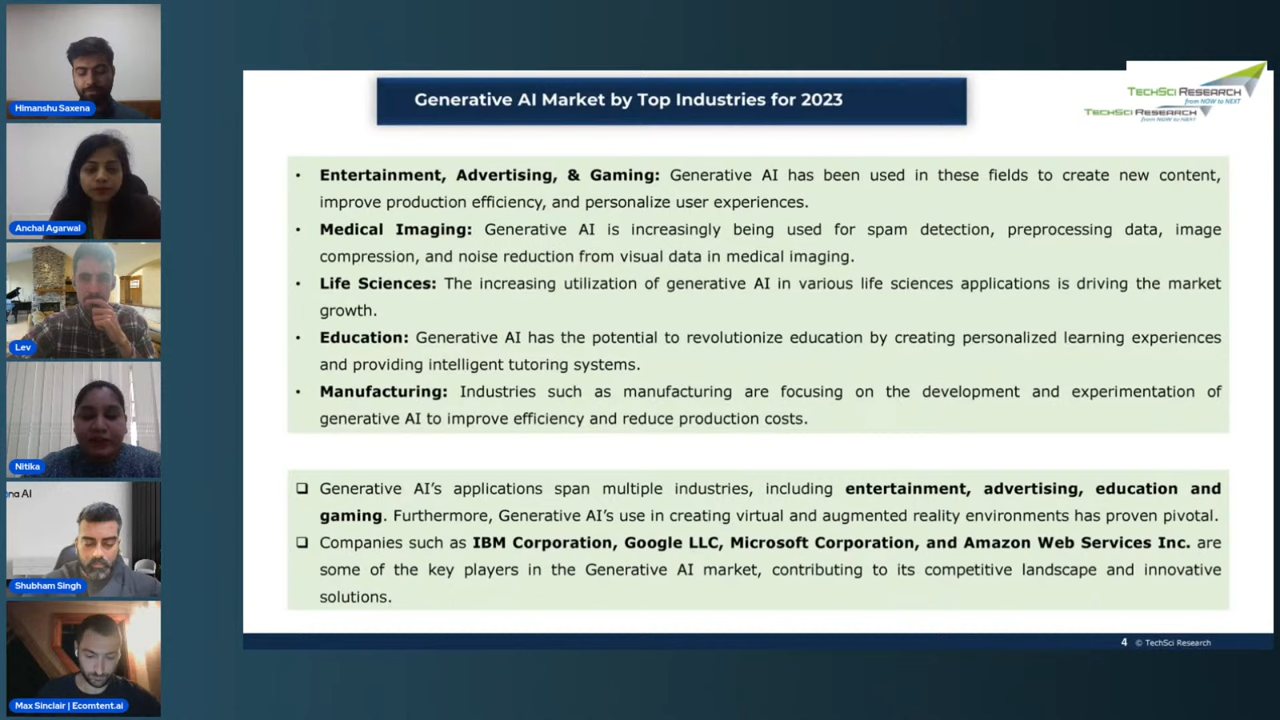 Himanshu Saxena
Anchal Agarwal
Lev
Nitika
na AI
Shubham Singh
Max Sinclair | Ecomtent.ai
Generative AI Market by Top Industries for 2023
TechSci Research
from NOW to NEXT
TechSci Research
from NOW to NEXT
• Entertainment, Advertising, & Gaming: Generative AI has been used in these fields to create new content,
improve production efficiency, and personalize user experiences.
• Medical Imaging: Generative AI is increasingly being used for spam detection, preprocessing data, image
compression, and noise reduction from visual data in medical imaging.
• Life Sciences: The increasing utilization of generative AI in various life sciences applications is driving the market
growth.
• Education: Generative AI has the potential to revolutionize education by creating personalized learning experiences
and providing intelligent tutoring systems.
• Manufacturing: Industries such as manufacturing are focusing on the development and experimentation of
generative AI to improve efficiency and reduce production costs.
❑ Generative AI’s applications span multiple industries, including entertainment, advertising, education and
gaming. Furthermore, Generative AI’s use in creating virtual and augmented reality environments has proven pivotal.
❑ Companies such as IBM Corporation, Google LLC, Microsoft Corporation, and Amazon Web Services Inc. are
some of the key players in the Generative AI market, contributing to its competitive landscape and innovative
solutions.
4 © TechSci Research